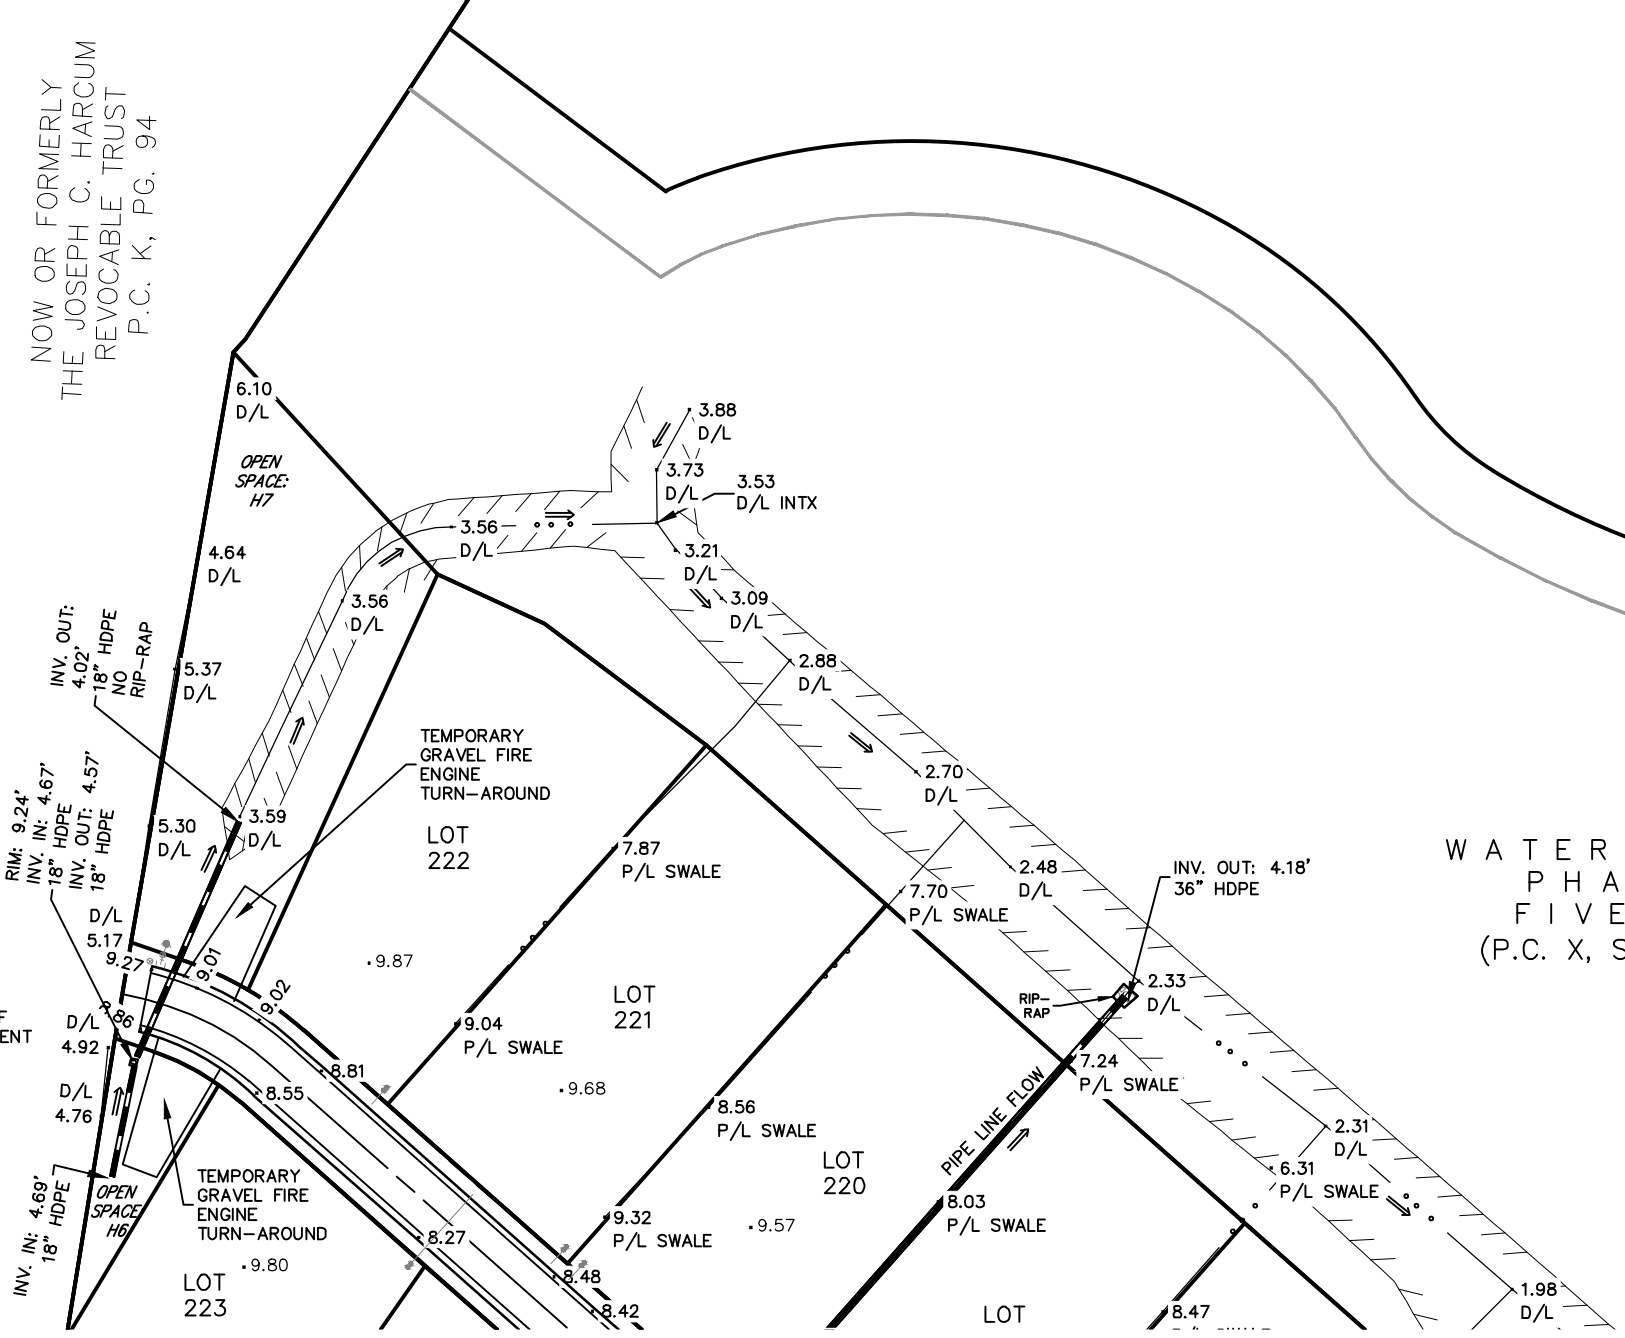 NOW OR FORMERLY
THE JOSEPH C. HARCUM
REVOCABLE TRUST
P.C. K, PG. 94
6.10
D/L
OPEN
SPACE:
H7
3.88
D/L
3.73
D/L
3.53
D/L INTX
3.56
D/L
4.64
D/L
3.21
D/L
3.56
D/L
3.09
D/L
INV. OUT:
4.02'
18" HDPE
NO
RIP-RAP
5.37
D/L
2.88
D/L
TEMPORARY
GRAVEL FIRE
ENGINE
TURN-AROUND
2.70
D/L
RIM: 9.24'
INV. IN: 4.67'
18" HDPE
INV. OUT: 4.57'
18" HDPE
5.30
D/L
3.59
D/L
LOT
222
7.87
P/L SWALE
2.48
D/L
INV. OUT: 4.18'
36" HDPE
WATER
PHA
FIVE
(P.C. X, S
7.70
P/L SWALE
D/L
5.17
9.27
9.01
9.02
9.87
LOT
221
2.33
D/L
RIP-
RAP
ENT
D/L
4.92
9.04
P/L SWALE
7.24
P/L SWALE
8.81
8.55
9.68
D/L
4.76
8.56
P/L SWALE
PIPE LINE FLOW
2.31
D/L
LOT
220
6.31
P/L SWALE
INV. IN: 4.69'
18" HDPE
OPEN
SPACE
H6
TEMPORARY
GRAVEL FIRE
ENGINE
TURN-AROUND
8.03
P/L SWALE
9.32
P/L SWALE
9.57
8.27
9.80
LOT
223
8.48
8.42
LOT
8.47
1.98
D/L